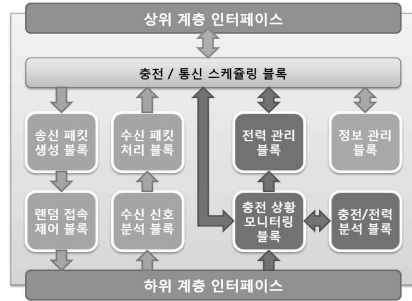 상위 계층 인터페이스
충전 / 통신 스케쥴링 블록
송신 패킷
생성 블록
수신 패킷
처리 블록
전력 관리
블록
정보 관리
블록
랜덤 접속
제어 블록
수신 신호
분석 블록
충전 상황
모니터링
블록
충전/전력
분석 블록
하위 계층 인터페이스